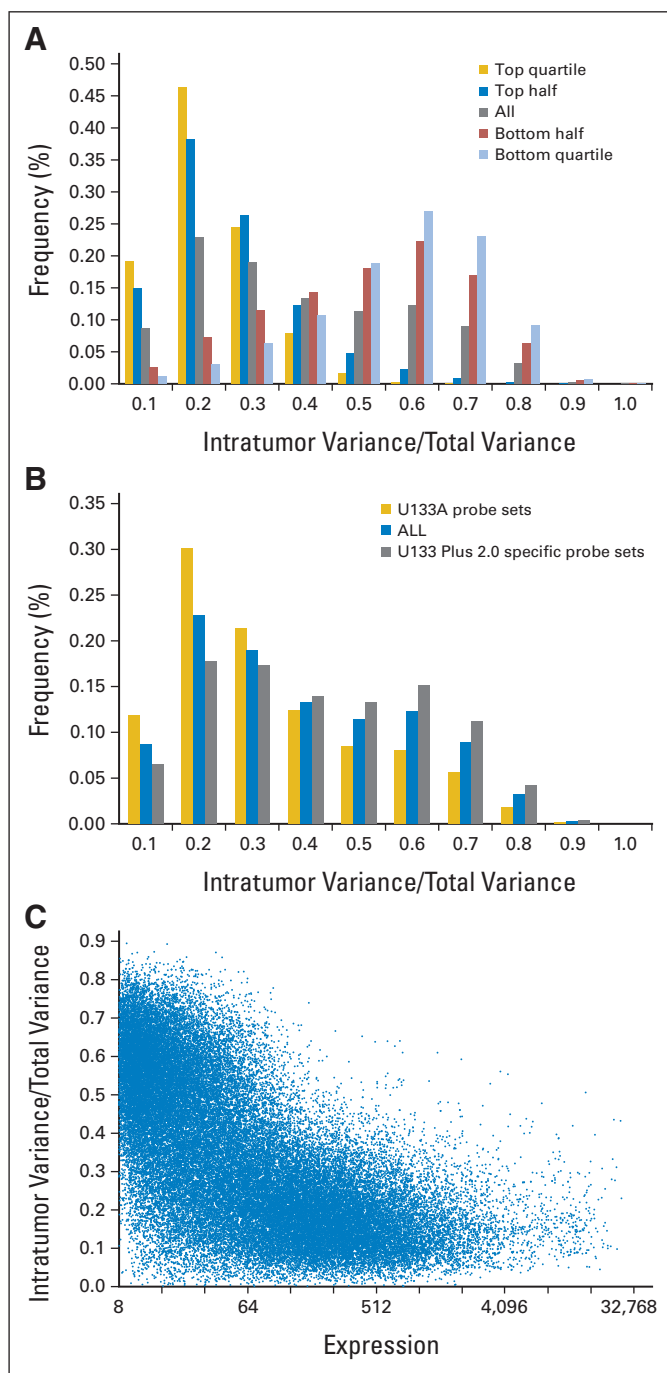 A
Frequency (%)
0.50
0.45
0.40
0.35
0.30
0.25
0.20
0.15
0.10
0.05
0.00
Top quartile
Top half
All
Bottom half
Bottom quartile
0.1 0.2 0.3 0.4 0.5 0.6 0.7 0.8 0.9 1.0
Intratumor Variance/Total Variance
B
Frequency (%)
0.35
0.30
0.25
0.20
0.15
0.10
0.05
0.00
U133A probe sets
ALL
U133 Plus 2.0 specific probe sets
0.1 0.2 0.3 0.4 0.5 0.6 0.7 0.8 0.9 1.0
Intratumor Variance/Total Variance
C
Intratumor Variance/Total Variance
0.9
0.8
0.7
0.6
0.5
0.4
0.3
0.2
0.1
0.0
8 64 512 4,096 32,768
Expression